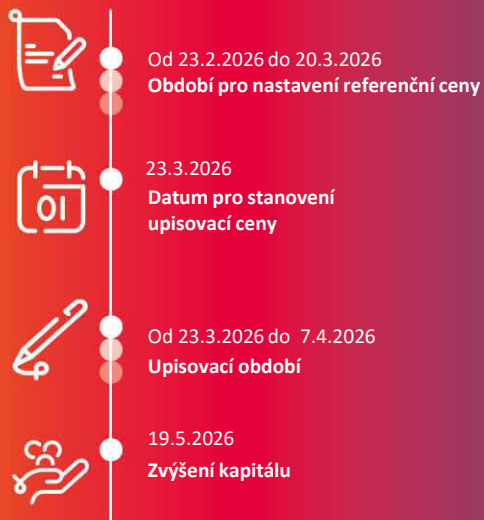 Od 23.2.2026 do 20.3.2026
Období pro nastavení referenční ceny
01
23.3.2026
Datum pro stanovení
upisovací ceny
Od 23.3.2026 do 7.4.2026
Upisovací období
19.5.2026
Zvýšení kapitálu